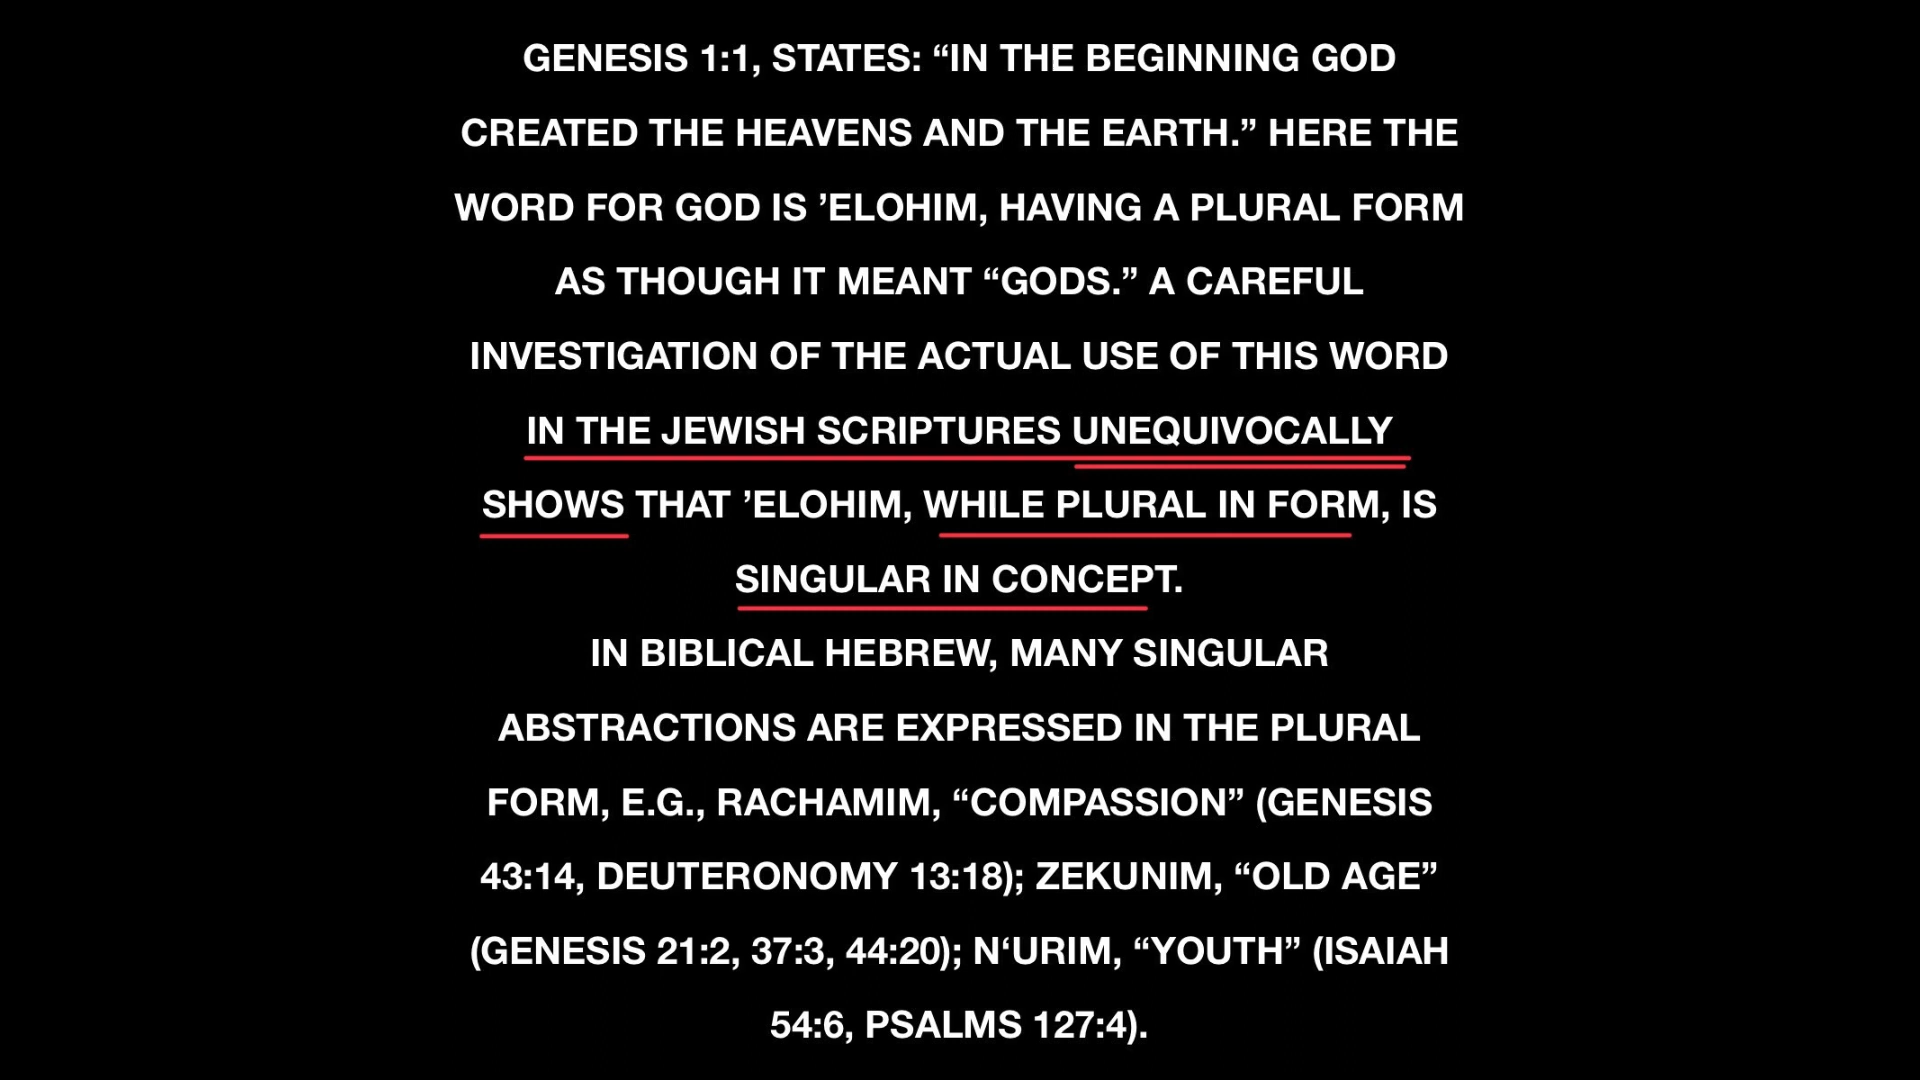 GENESIS 1:1, STATES: “IN THE BEGINNING GOD
CREATED THE HEAVENS AND THE EARTH.” HERE THE
WORD FOR GOD IS ’ELOHIM, HAVING A PLURAL FORM
AS THOUGH IT MEANT “GODS.” A CAREFUL
INVESTIGATION OF THE ACTUAL USE OF THIS WORD
IN THE JEWISH SCRIPTURES UNEQUIVOCALLY
SHOWS THAT ’ELOHIM, WHILE PLURAL IN FORM, IS
SINGULAR IN CONCEPT.
IN BIBLICAL HEBREW, MANY SINGULAR
ABSTRACTIONS ARE EXPRESSED IN THE PLURAL
FORM, E.G., RACHAMIM, “COMPASSION” (GENESIS
43:14, DEUTERONOMY 13:18); ZEKUNIM, “OLD AGE”
(GENESIS 21:2, 37:3, 44:20); N‘URIM, “YOUTH” (ISAIAH
54:6, PSALMS 127:4).